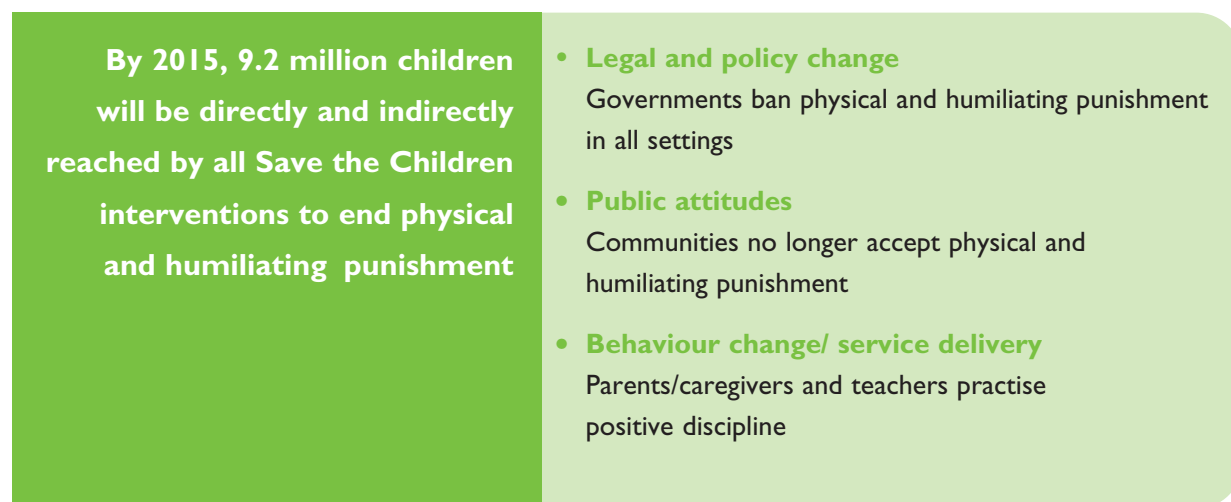 By 2015, 9.2 million children
will be directly and indirectly
reached by all Save the Children
interventions to end physical
and humiliating punishment
• Legal and policy change
Governments ban physical and humiliating punishment
in all settings
• Public attitudes
Communities no longer accept physical and
humiliating punishment
• Behaviour change/ service delivery
Parents/caregivers and teachers practise
positive discipline